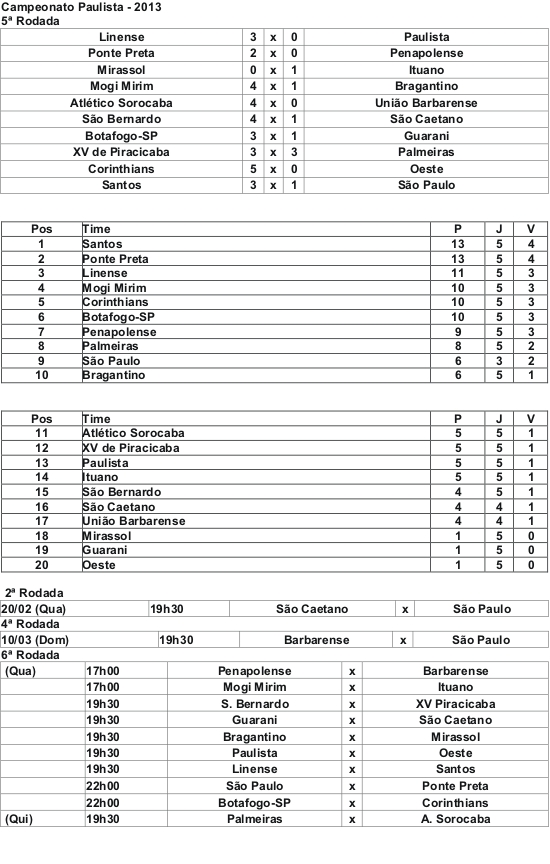 Campeonato Paulista - 2013
5ª Rodada
Linense 3 x 0 Paulista
Ponte Preta 2 x 0 Penapolense
Mirassol 0 x 1 Ituano
Mogi Mirim 4 x 1 Bragantino
Atlético Sorocaba 4 x 0 União Barbarense
São Bernardo 4 x 1 São Caetano
Botafogo-SP 3 x 1 Guarani
XV de Piracicaba 3 x 3 Palmeiras
Corinthians 5 x 0 Oeste
Santos 3 x 1 São Paulo
Pos Time P J V
1 Santos 13 5 4
2 Ponte Preta 13 5 4
3 Linense 11 5 3
4 Mogi Mirim 10 5 3
5 Corinthians 10 5 3
6 Botafogo-SP 10 5 3
7 Penapolense 9 5 3
8 Palmeiras 8 5 2
9 São Paulo 6 3 2
10 Bragantino 6 5 1
Pos Time P J V
11 Atlético Sorocaba 5 5 1
12 XV de Piracicaba 5 5 1
13 Paulista 5 5 1
14 Ituano 5 5 1
15 São Bernardo 4 5 1
16 São Caetano 4 4 1
17 União Barbarense 4 4 1
18 Mirassol 1 5 0
19 Guarani 1 5 0
20 Oeste 1 5 0
2ª Rodada
20/02 (Qua) 19h30 São Caetano x São Paulo
4ª Rodada
10/03 (Dom) 19h30 Barbarense x São Paulo
6ª Rodada
(Qua) 17h00 Penapolense x Barbarense
17h00 Mogi Mirim x Ituano
19h30 S. Bernardo x XV Piracicaba
19h30 Guarani x São Caetano
19h30 Bragantino x Mirassol
19h30 Paulista x Oeste
19h30 Linense x Santos
22h00 São Paulo x Ponte Preta
22h00 Botafogo-SP x Corinthians
(Qui) 19h30 Palmeiras x A. Sorocaba